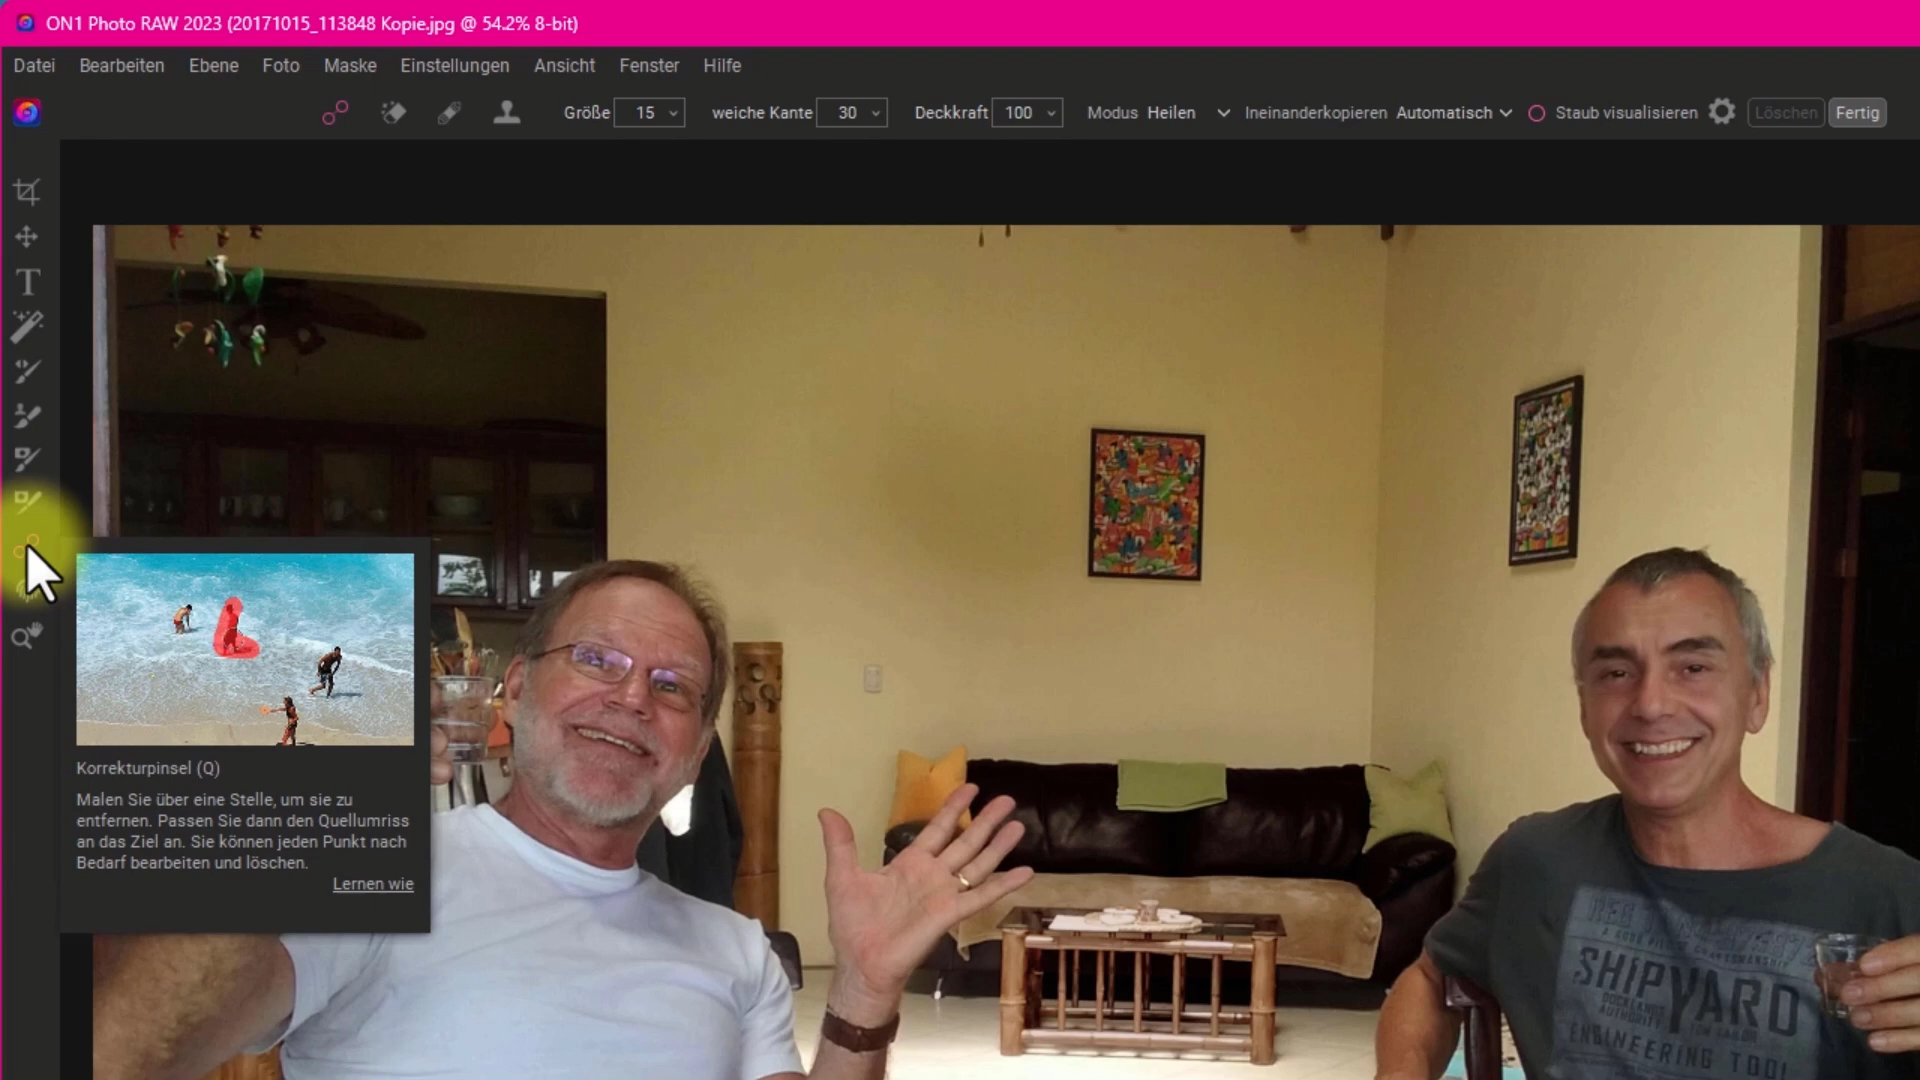 ON1 Photo RAW 2023 (20171015_113848 Kopie.jpg @ 54.2% 8-bit)
Datei Bearbeiten Ebene Foto Maske Einstellungen Ansicht Fenster Hilfe
Größe 15 weiche Kante 30 Deckkraft 100 Modus Heilen Ineinanderkopieren Automatisch Staub visualisieren Löschen Fertig
T
Korrekturpinsel (Q)
Malen Sie über eine Stelle, um sie zu
entfernen. Passen Sie dann den Quellumriss
an das Ziel an. Sie können jeden Punkt nach
Bedarf bearbeiten und löschen.
Lernen wie
SHIPYARD
AUTHORITY
ENGINEERING TOOL